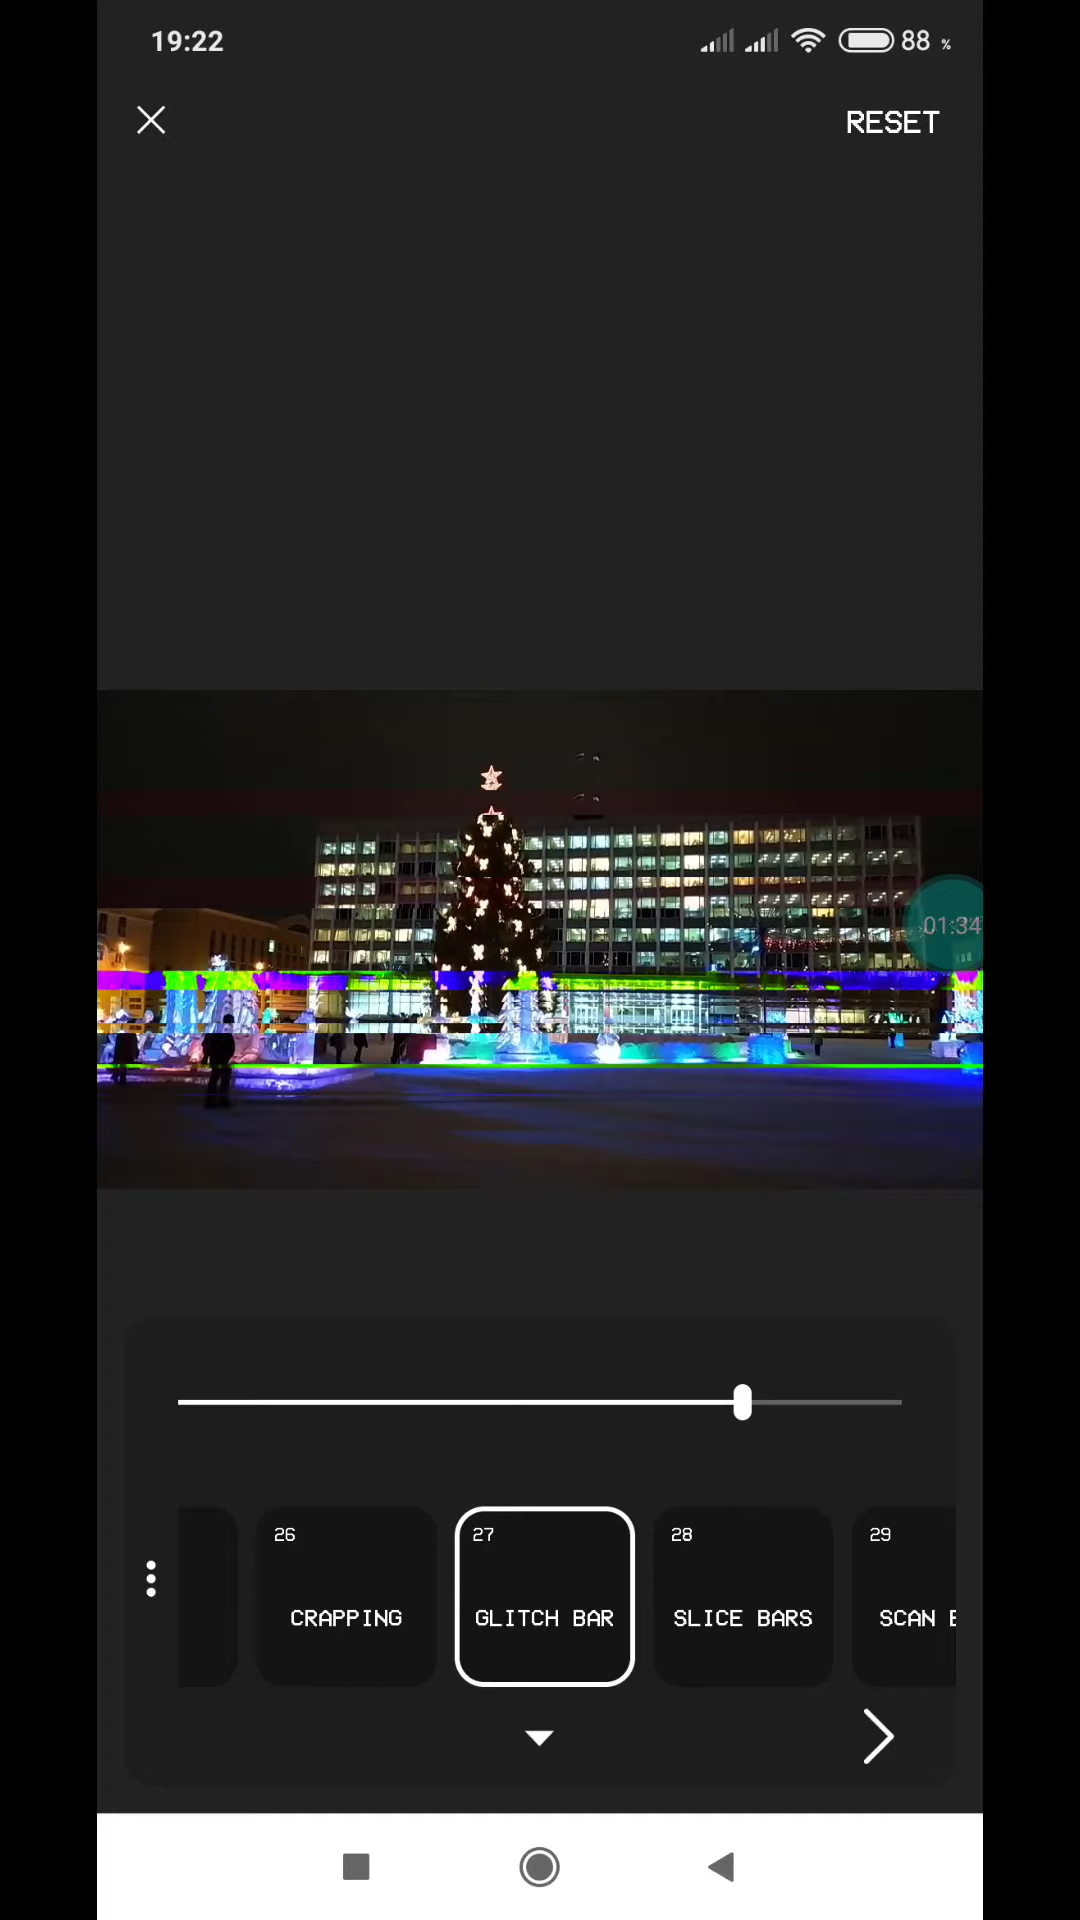 19:22
88 %
RESET
01:34
26
27
28
29
CRAPPING
GLITCH BAR
SLICE BARS
SCAN